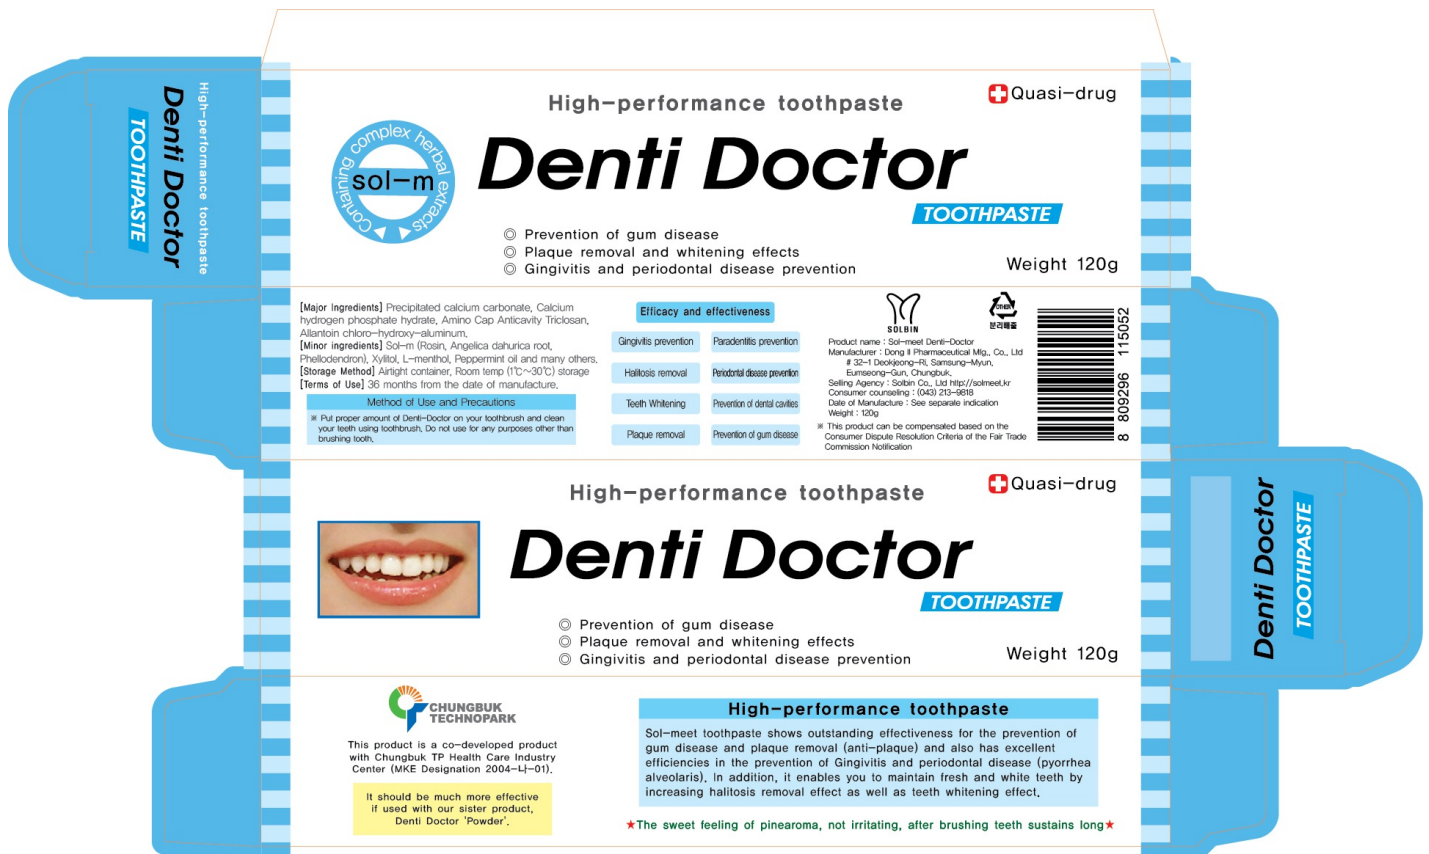 High-performance toothpaste
Denti Doctor
TOOTHPASTE
High-performance toothpaste
Quasi-drug
Containing complex herbal extracts
sol-m
Denti Doctor
TOOTHPASTE
◎ Prevention of gum disease
◎ Plaque removal and whitening effects
◎ Gingivitis and periodontal disease prevention
Weight 120g
[Major Ingredients] Precipitated calcium carbonate, Calcium
hydrogen phosphate hydrate, Amino Cap Anticavity Triclosan,
Allantoin chloro-hydroxy-aluminum.
[Minor ingredients] Sol-m (Rosin, Angelica dahurica root,
Phellodendron), Xylitol, L-menthol, Peppermint oil and many others.
[Storage Method] Airtight container, Room temp (1℃~30℃) storage
[Terms of Use] 36 months from the date of manufacture.
Method of Use and Precautions
※ Put proper amount of Denti-Doctor on your toothbrush and clean
your teeth using toothbrush. Do not use for any purposes other than
brushing tooth.
Efficacy and effectiveness
Gingivitis prevention
Paradentitis prevention
Halitosis removal
Periodontal disease prevention
Teeth Whitening
Prevention of dental cavities
Plaque removal
Prevention of gum disease
SOLBIN
OTHER
분리배출
Product name : Sol-meet Denti-Doctor
Manufacturer : Dong Il Pharmaceutical Mfg., Co., Ltd
# 32-1 Deokjeong-Ri, Samsung-Myun,
Eumseong-Gun, Chungbuk.
Selling Agency : Solbin Co., Ltd http://solmeet.kr
Consumer counseling : (043) 213-9818
Date of Manufacture : See separate indication
Weight : 120g
※ This product can be compensated based on the
Consumer Dispute Resolution Criteria of the Fair Trade
Commission Notification
8 809296 115052
High-performance toothpaste
Quasi-drug
Denti Doctor
TOOTHPASTE
◎ Prevention of gum disease
◎ Plaque removal and whitening effects
◎ Gingivitis and periodontal disease prevention
Weight 120g
Denti Doctor
TOOTHPASTE
CHUNGBUK
TECHNOPARK
This product is a co-developed product
with Chungbuk TP Health Care Industry
Center (MKE Designation 2004-나-01).
It should be much more effective
if used with our sister product,
Denti Doctor 'Powder'.
High-performance toothpaste
Sol-meet toothpaste shows outstanding effectiveness for the prevention of
gum disease and plaque removal (anti-plaque) and also has excellent
efficiencies in the prevention of Gingivitis and periodontal disease (pyorrhea
alveolaris). In addition, it enables you to maintain fresh and white teeth by
increasing halitosis removal effect as well as teeth whitening effect.
★The sweet feeling of pinearoma, not irritating, after brushing teeth sustains long★